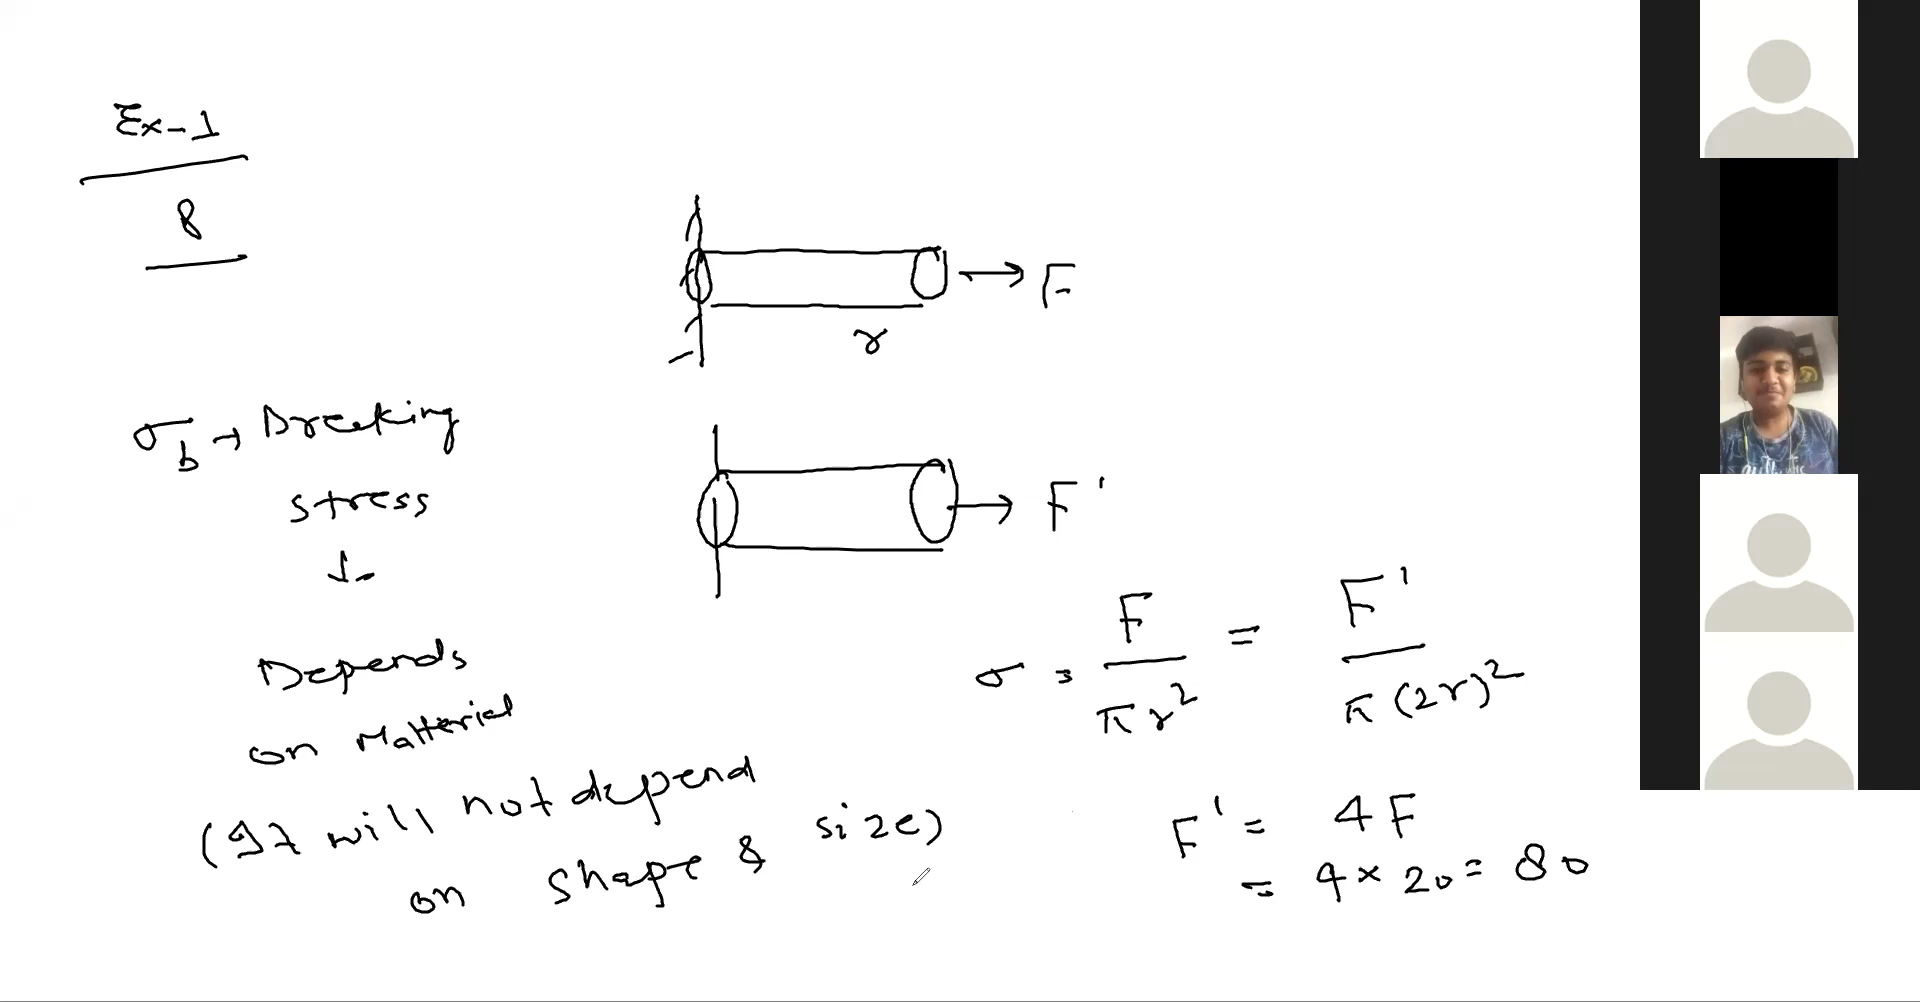 Ex-1
8
F
r
σb → Breaking
stress
F'
Depends
on Matterial
(It will not depend
on shape & size)
σ = F/πr² = F'/π(2r)²
F' = 4F
= 4 × 20 = 80